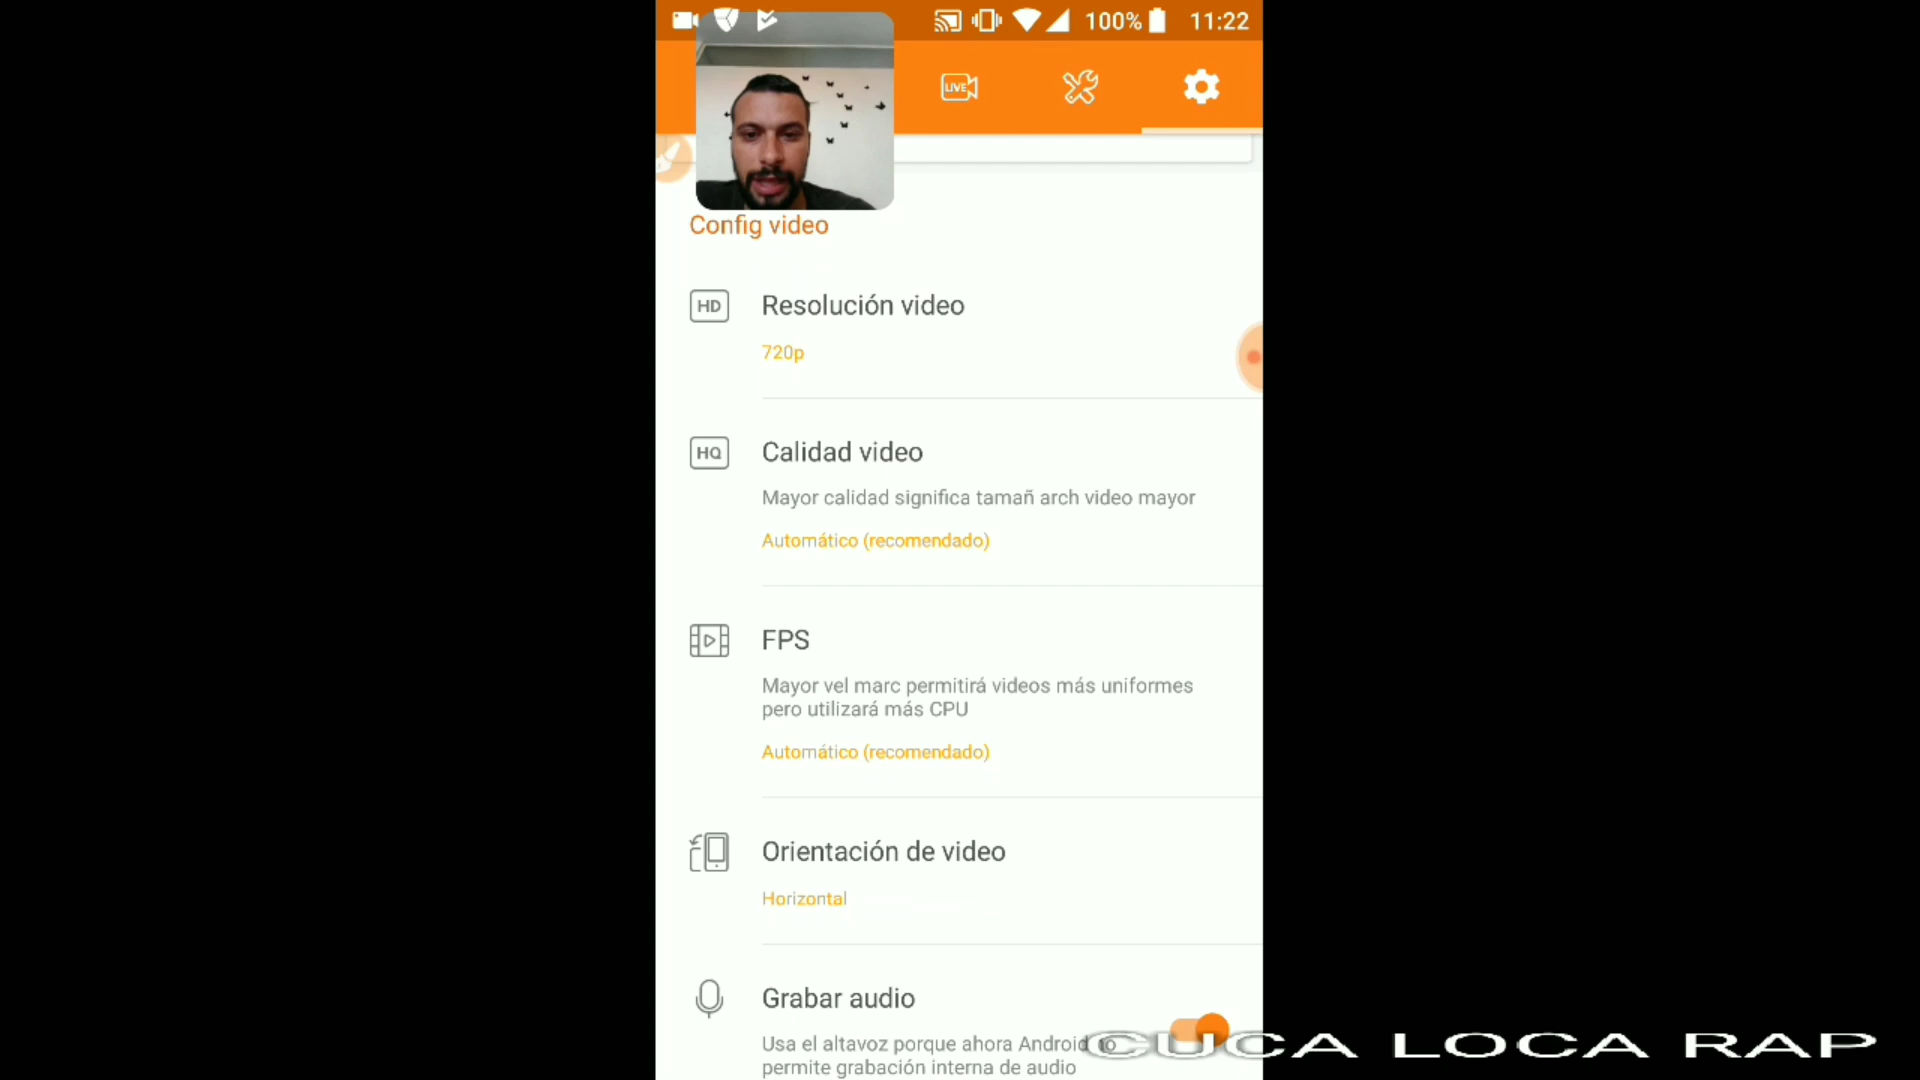 100% 11:22
LIVE
Config video
HD Resolución video
720p
HQ Calidad video
Mayor calidad significa tamañ arch video mayor
Automático (recomendado)
FPS
Mayor vel marc permitirá videos más uniformes
pero utilizará más CPU
Automático (recomendado)
Orientación de video
Horizontal
Grabar audio
Usa el altavoz porque ahora Android no
permite grabación interna de audio
CUCA LOCA RAP